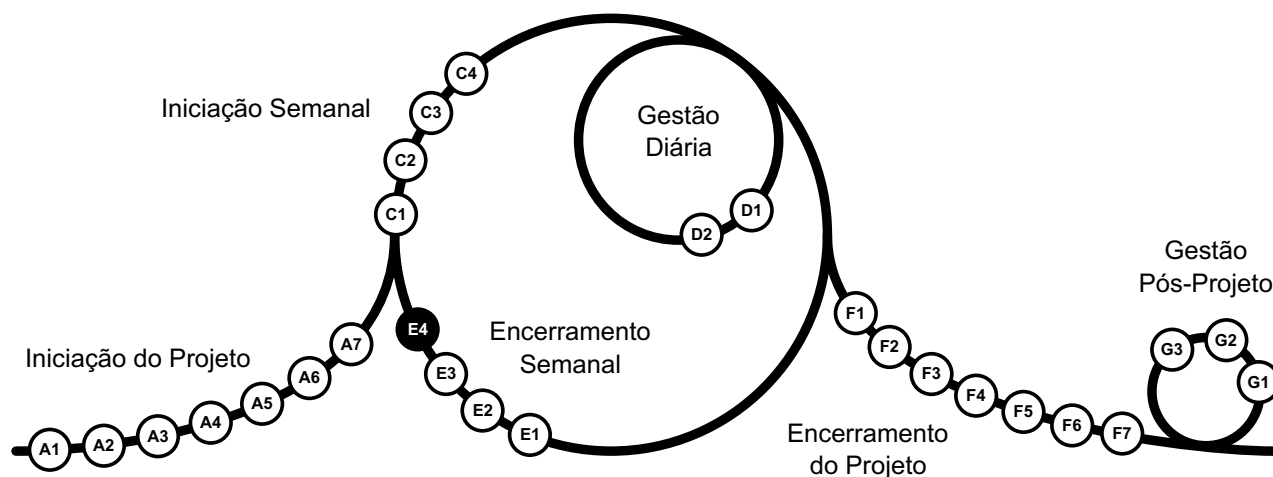 Iniciação do Projeto
A1
A2
A3
A4
A5
A6
A7
Iniciação Semanal
C1
C2
C3
C4
Gestão
Diária
D1
D2
Encerramento
Semanal
E1
E2
E3
E4
Encerramento
do Projeto
F1
F2
F3
F4
F5
F6
F7
Gestão
Pós-Projeto
G1
G2
G3